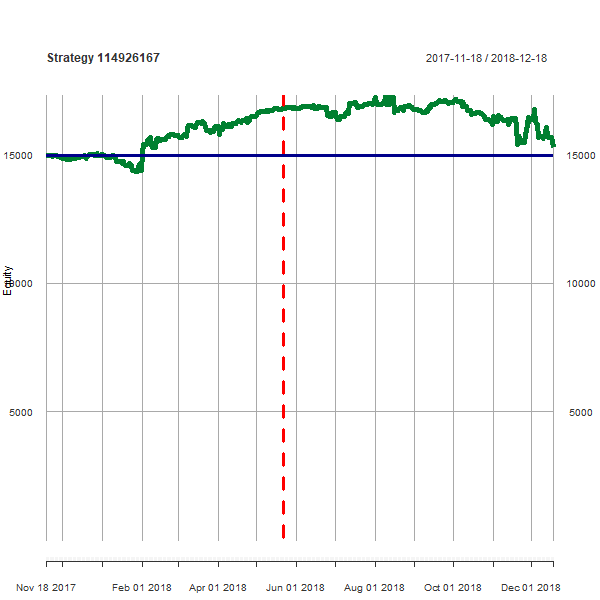 Strategy 114926167 2017-11-18 / 2018-12-18
15000 15000
10000 10000
5000 5000
Equity
Nov 18 2017 Feb 01 2018 Apr 01 2018 Jun 01 2018 Aug 01 2018 Oct 01 2018 Dec 01 2018